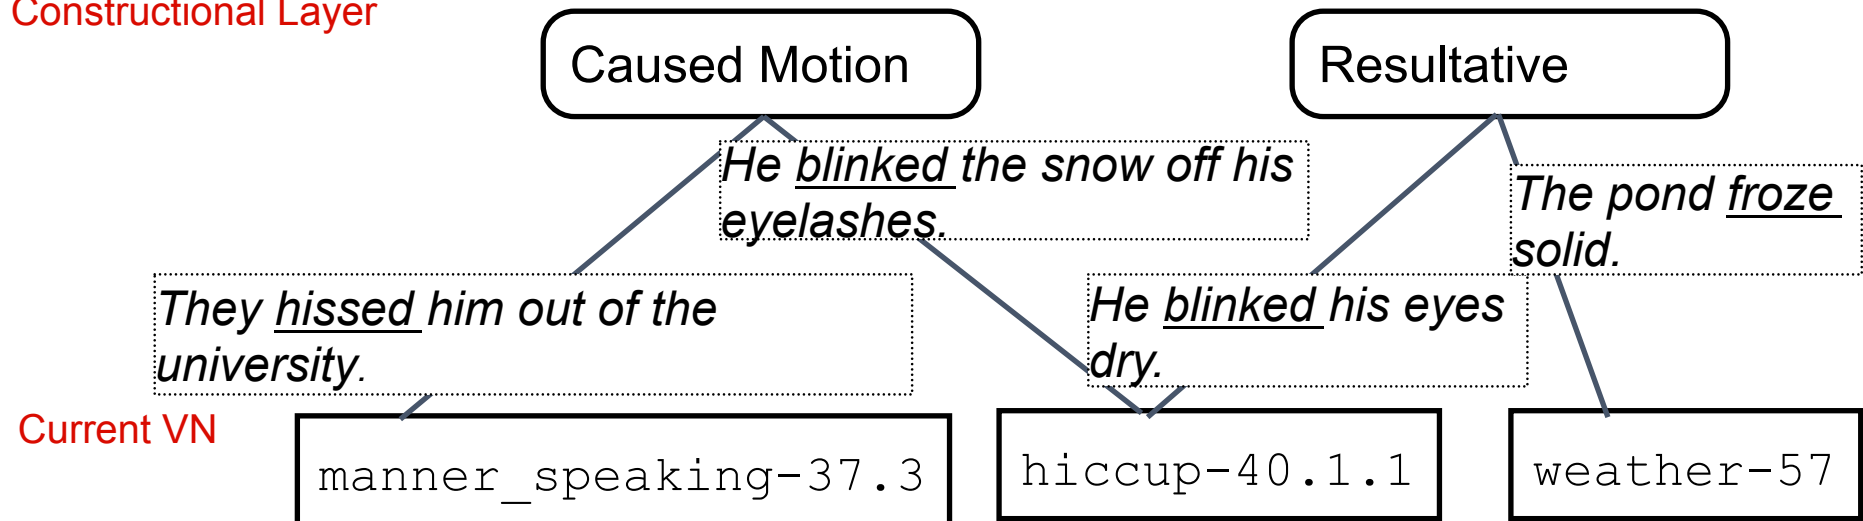 Constructional Layer
Caused Motion
Resultative
He blinked the snow off his
eyelashes.
The pond froze
solid.
They hissed him out of the
university.
He blinked his eyes
dry.
Current VN
manner_speaking-37.3
hiccup-40.1.1
weather-57